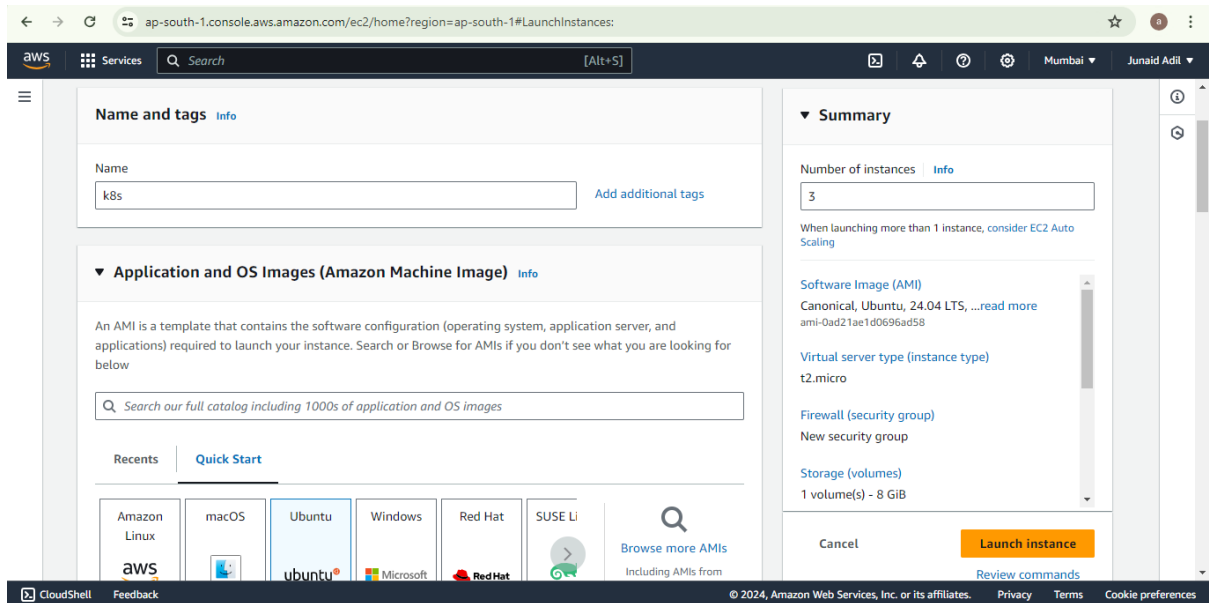 ap-south-1.console.aws.amazon.com/ec2/home?region=ap-south-1#LaunchInstances:
a
aws
Services
Search
[Alt+S]
Mumbai
Junaid Adil
Name and tags Info
Name
k8s
Add additional tags
Application and OS Images (Amazon Machine Image) Info
An AMI is a template that contains the software configuration (operating system, application server, and
applications) required to launch your instance. Search or Browse for AMIs if you don't see what you are looking for
below
Search our full catalog including 1000s of application and OS images
Recents
Quick Start
Amazon
Linux
aws
macOS
Ubuntu
ubuntu
Windows
Microsoft
Red Hat
Red Hat
SUSE Li
Browse more AMIs
Including AMIs from
Summary
Number of instances Info
3
When launching more than 1 instance, consider EC2 Auto
Scaling
Software Image (AMI)
Canonical, Ubuntu, 24.04 LTS, ...read more
ami-0ad21ae1d0696ad58
Virtual server type (instance type)
t2.micro
Firewall (security group)
New security group
Storage (volumes)
1 volume(s) - 8 GiB
Cancel
Launch instance
Review commands
CloudShell
Feedback
© 2024, Amazon Web Services, Inc. or its affiliates.
Privacy
Terms
Cookie preferences